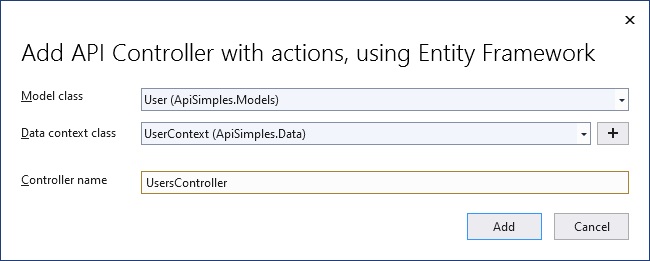 Add API Controller with actions, using Entity Framework
Model class
User (ApiSimples.Models)
Data context class
UserContext (ApiSimples.Data)
Controller name
UsersController
Add
Cancel